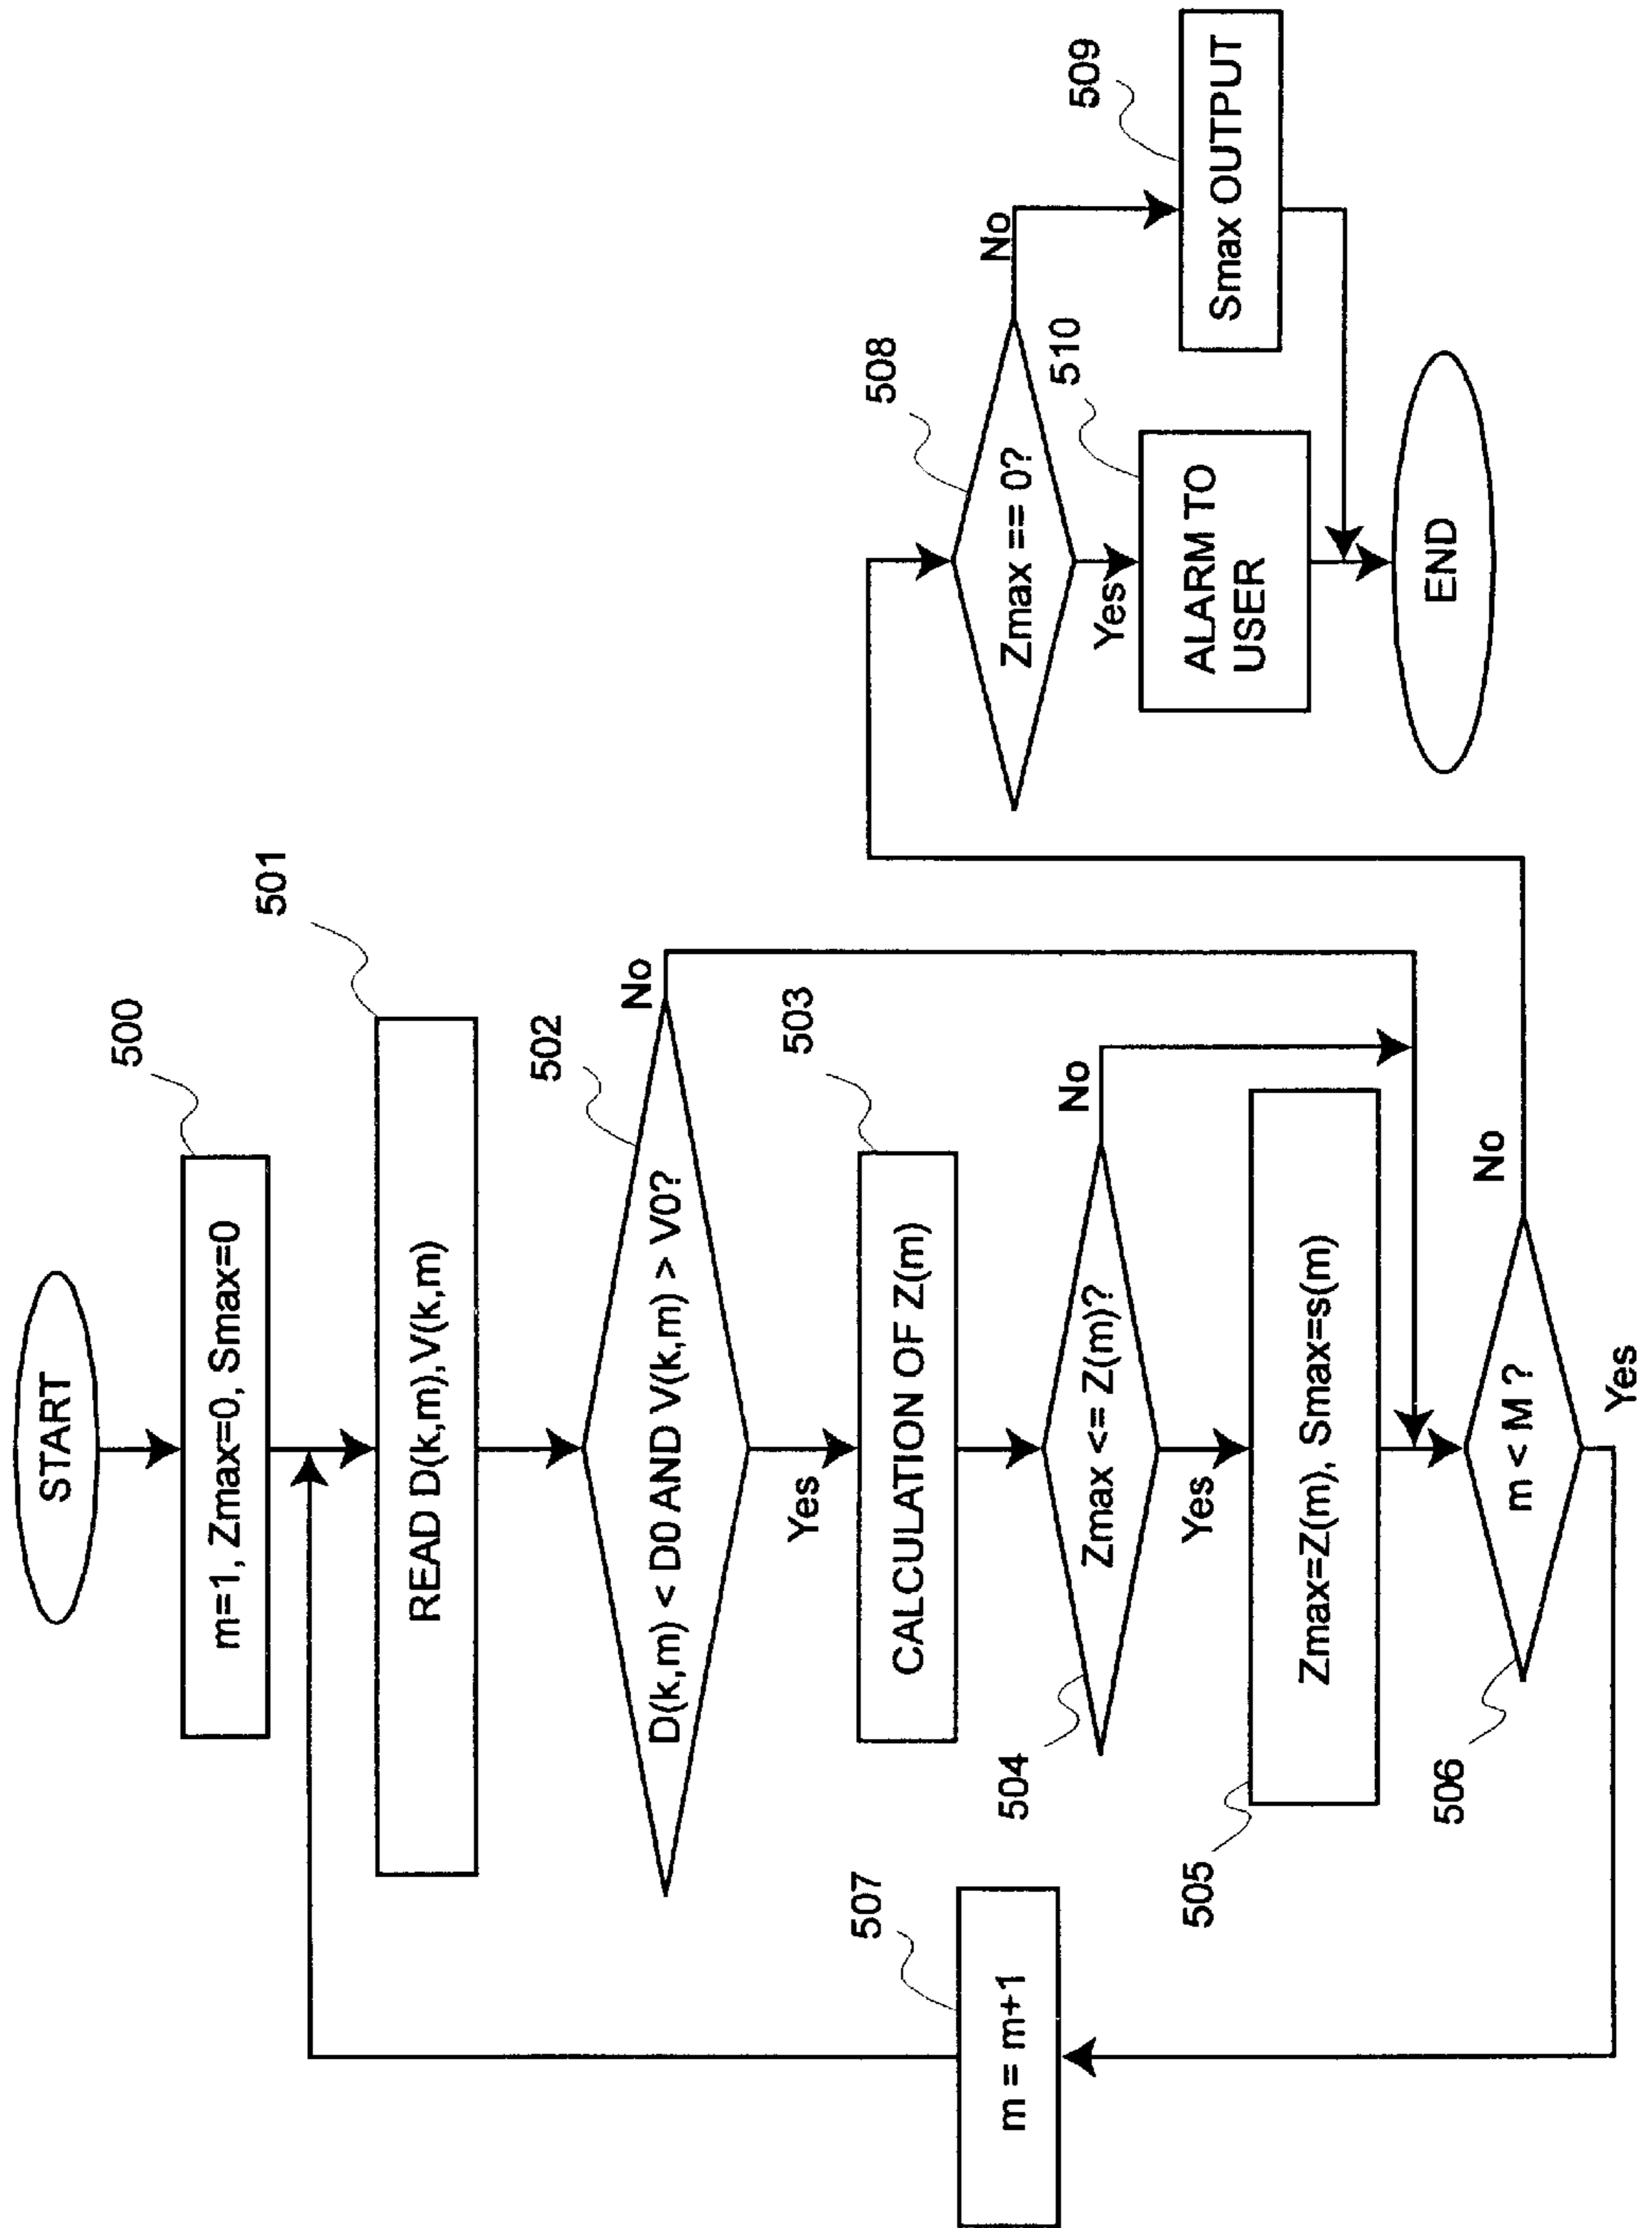 START
500
m=1, Zmax=0, Smax=0
501
READ D(k,m),V(k,m)
502
D(k,m) < D0 AND V(k,m) > V0?
No
Yes
503
CALCULATION OF Z(m)
504
Zmax <= Z(m)?
No
Yes
505
Zmax=Z(m), Smax=s(m)
506
m < M ?
No
Yes
507
m = m+1
508
Zmax == 0?
No
Yes
509
Smax OUTPUT
510
ALARM TO
USER
END